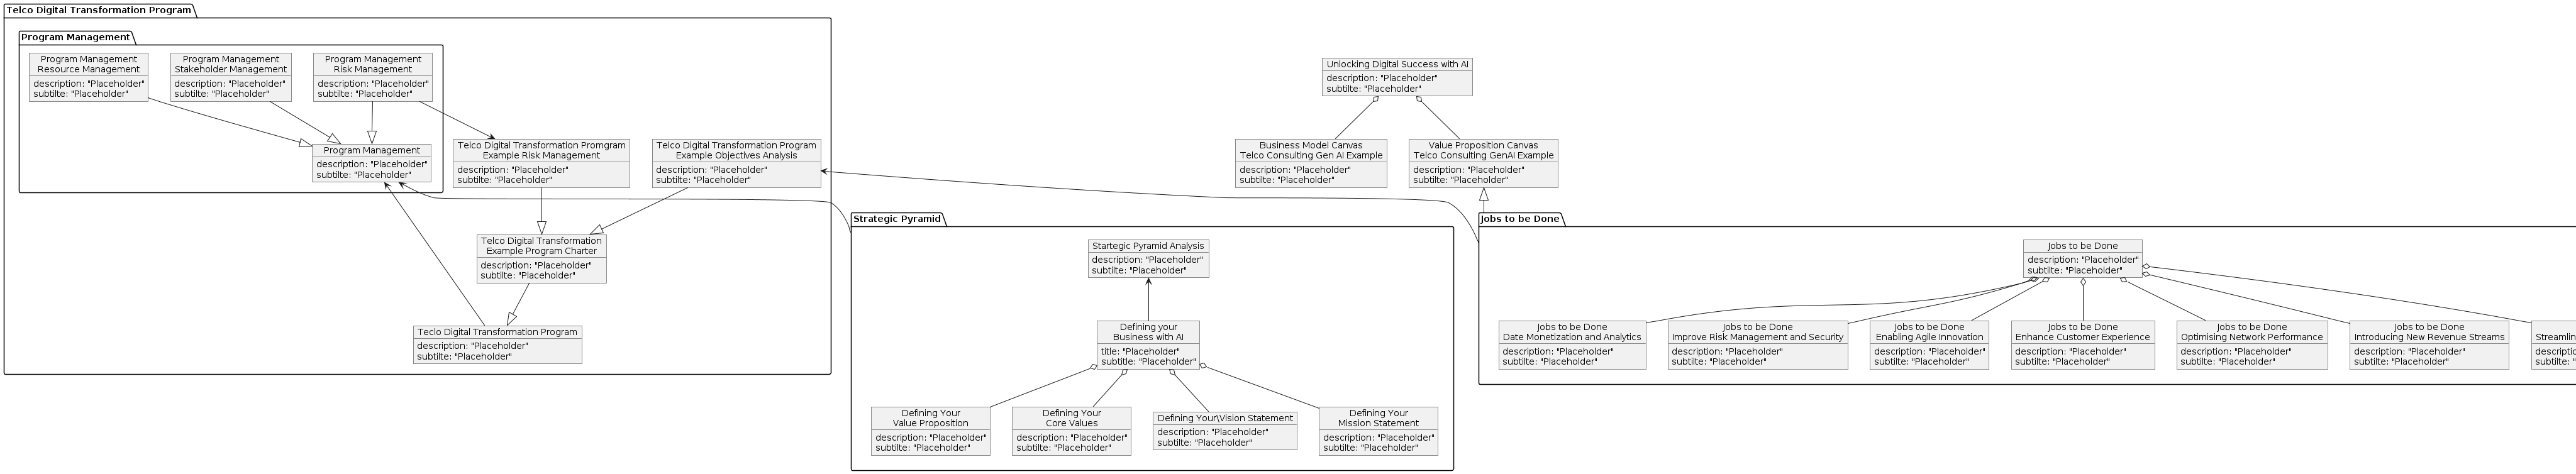 Telco Digital Transformation Program
Program Management
Program Management
Resource Management
description: "Placeholder"
subtilte: "Placeholder"
Program Management
Stakeholder Management
description: "Placeholder"
subtilte: "Placeholder"
Program Management
Risk Management
description: "Placeholder"
subtilte: "Placeholder"
Program Management
description: "Placeholder"
subtilte: "Placeholder"
Telco Digital Transformation Promgram
Example Risk Management
description: "Placeholder"
subtilte: "Placeholder"
Telco Digital Transformation Program
Example Objectives Analysis
description: "Placeholder"
subtilte: "Placeholder"
Telco Digital Transformation
Example Program Charter
description: "Placeholder"
subtilte: "Placeholder"
Teclo Digital Transformation Program
description: "Placeholder"
subtilte: "Placeholder"
Unlocking Digital Success with AI
description: "Placeholder"
subtilte: "Placeholder"
Business Model Canvas
Telco Consulting Gen AI Example
description: "Placeholder"
subtilte: "Placeholder"
Value Proposition Canvas
Telco Consulting GenAI Example
description: "Placeholder"
subtilte: "Placeholder"
Strategic Pyramid
Startegic Pyramid Analysis
description: "Placeholder"
subtilte: "Placeholder"
Defining your
Business with AI
title: "Placeholder"
subtitle: "Placeholder"
Defining Your
Value Proposition
description: "Placeholder"
subtilte: "Placeholder"
Defining Your
Core Values
description: "Placeholder"
subtilte: "Placeholder"
Defining Your\Vision Statement
description: "Placeholder"
subtilte: "Placeholder"
Defining Your
Mission Statement
description: "Placeholder"
subtilte: "Placeholder"
Jobs to be Done
Jobs to be Done
description: "Placeholder"
subtilte: "Placeholder"
Jobs to be Done
Date Monetization and Analytics
description: "Placeholder"
subtilte: "Placeholder"
Jobs to be Done
Improve Risk Management and Security
description: "Placeholder"
subtilte: "Placeholder"
Jobs to be Done
Enabling Agile Innovation
description: "Placeholder"
subtilte: "Placeholder"
Jobs to be Done
Enhance Customer Experience
description: "Placeholder"
subtilte: "Placeholder"
Jobs to be Done
Optimising Network Performance
description: "Placeholder"
subtilte: "Placeholder"
Jobs to be Done
Introducing New Revenue Streams
description: "Placeholder"
subtilte: "Placeholder"
subtilte: